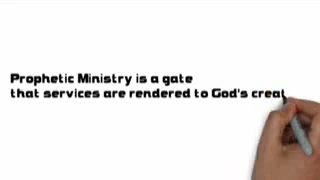 Prophetic Ministry is a gate
that services are rendered to God's creat